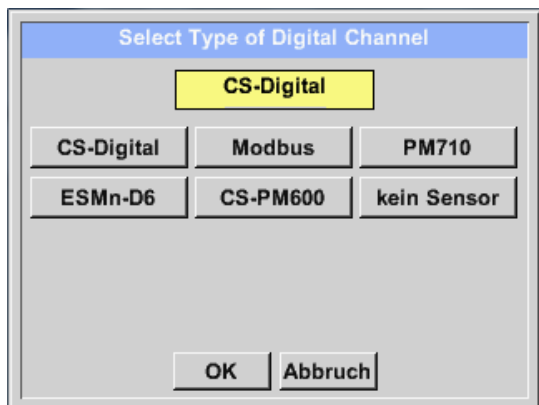 Select Type of Digital Channel
CS-Digital
CS-Digital Modbus PM710
ESMn-D6 CS-PM600 kein Sensor
OK Abbruch